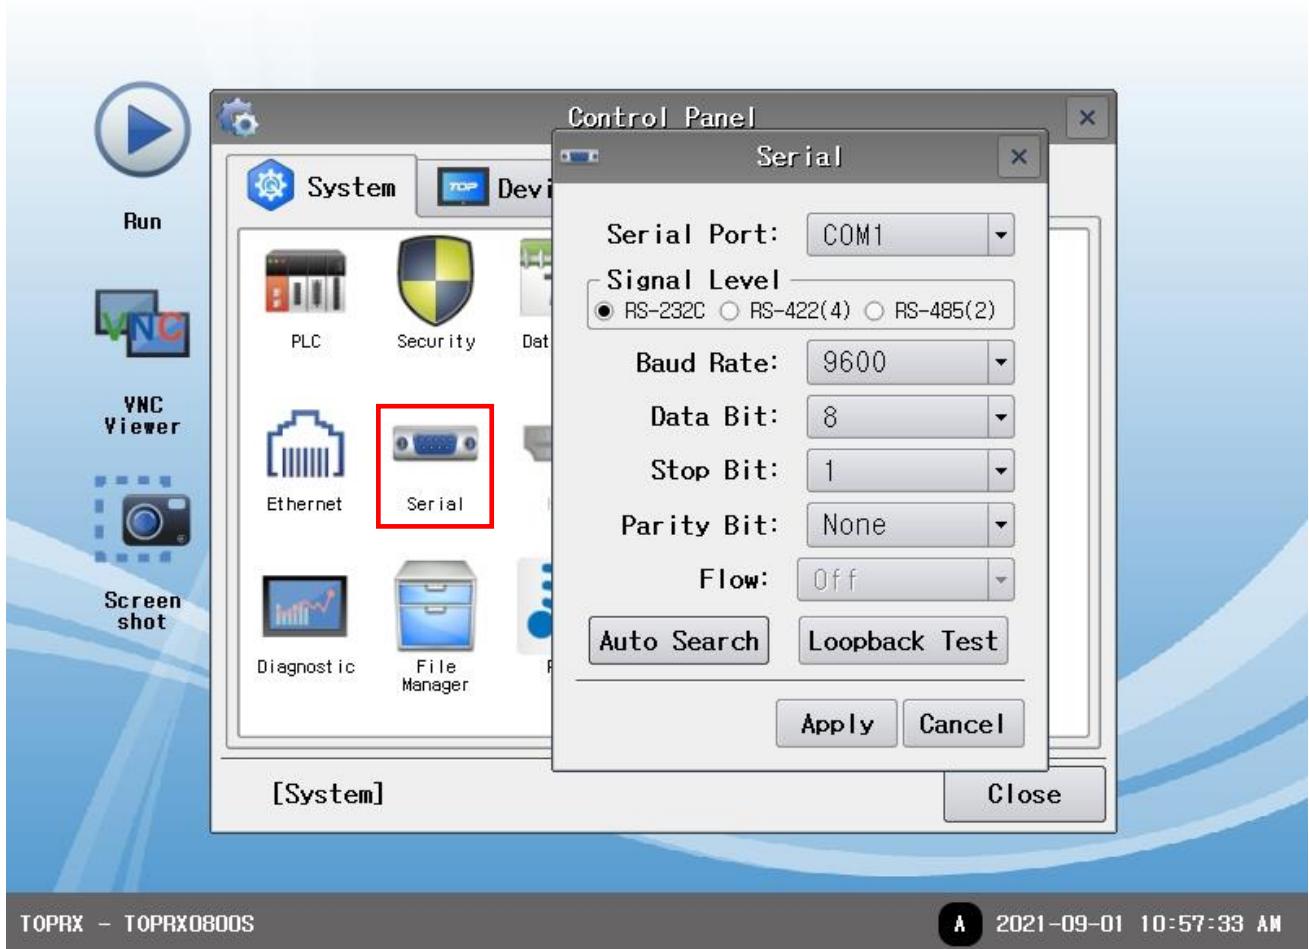 Run
VNC
VNC
Viewer
Screen
shot
Control Panel
System
TOP
Devi
PLC
Security
Dat
Ethernet
Serial
Diagnostic
File
Manager
[System]
Close
Serial
Serial Port: COM1
Signal Level
RS-232C RS-422(4) RS-485(2)
Baud Rate: 9600
Data Bit: 8
Stop Bit: 1
Parity Bit: None
Flow: Off
Auto Search Loopback Test
Apply Cancel
TOPRX - TOPRX0800S
A 2021-09-01 10:57:33 AM